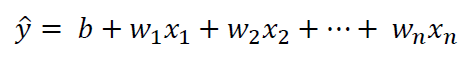 ŷ = b + w₁x₁ + w₂x₂ + ⋯ + wₙxₙ